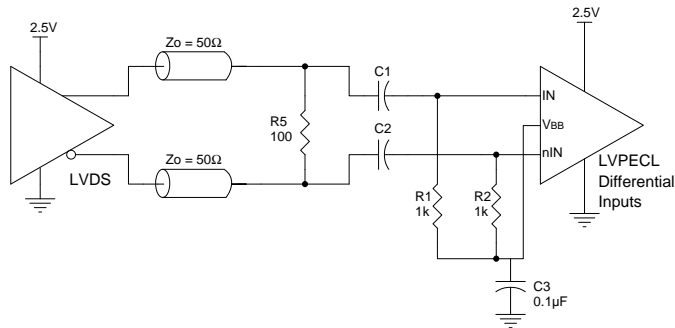 2.5V
2.5V
Zo = 50Ω
C1
IN
R5
100
VBB
C2
nIN
Zo = 50Ω
LVDS
LVPECL
Differential
Inputs
R1
1k
R2
1k
C3
0.1µF